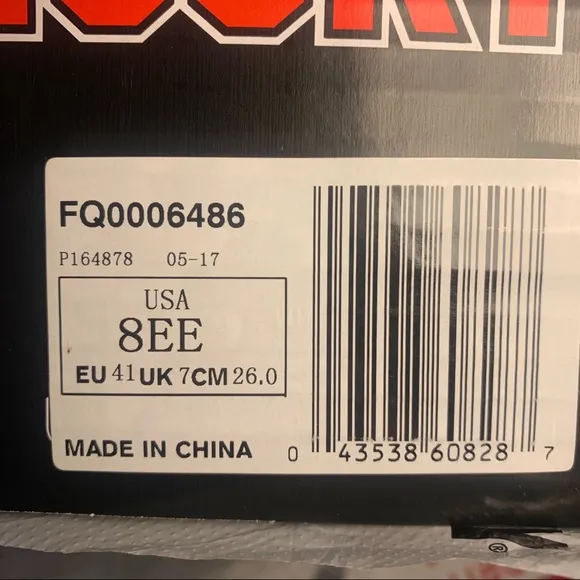 FQ0006486
P164878 05-17
USA
8EE
EU 41 UK 7 CM 26.0
MADE IN CHINA
0 43538 60828 7
®